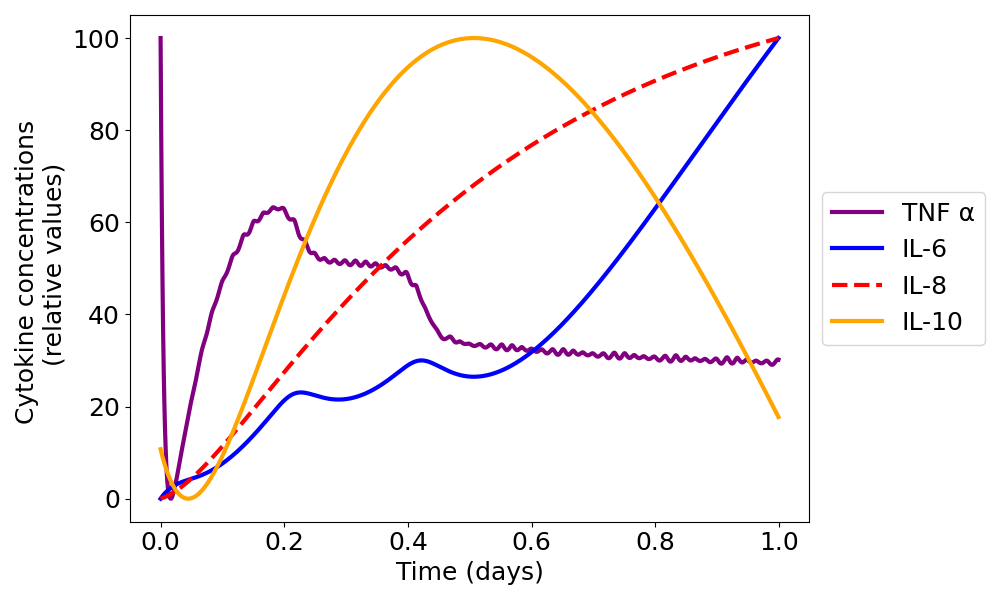 Cytokine concentrations
(relative values)
100
80
60
40
20
0
0.0 0.2 0.4 0.6 0.8 1.0
Time (days)
TNF α
IL-6
IL-8
IL-10